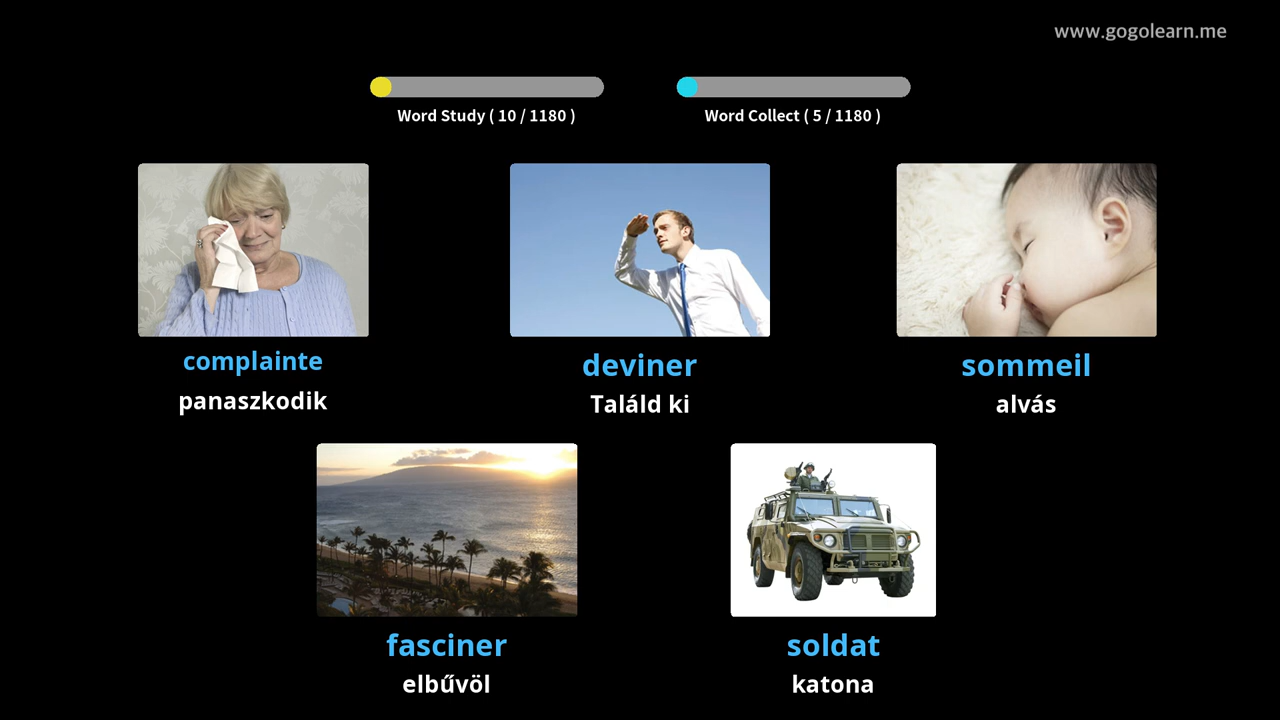 www.gogolearn.me
Word Study ( 10 / 1180 )
Word Collect ( 5 / 1180 )
complainte
panaszkodik
deviner
Találd ki
sommeil
alvás
fasciner
elbűvöl
soldat
katona